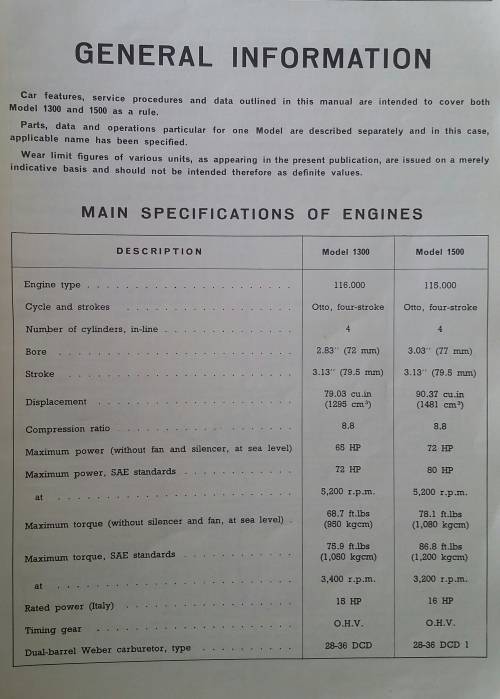 GENERAL INFORMATION
Car features, service procedures and data outlined in this manual are intended to cover both
Model 1300 and 1500 as a rule.
Parts, data and operations particular for one Model are described separately and in this case,
applicable name has been specified.
Wear limit figures of various units, as appearing in the present publication, are issued on a merely
indicative basis and should not be intended therefore as definite values.
MAIN SPECIFICATIONS OF ENGINES
DESCRIPTION Model 1300 Model 1500
Engine type 116.000 115.000
Cycle and strokes Otto, four-stroke Otto, four-stroke
Number of cylinders, in-line 4 4
Bore 2.83" (72 mm) 3.03" (77 mm)
Stroke 3.13" (79.5 mm) 3.13" (79.5 mm)
Displacement 79.03 cu.in (1295 cm³) 90.37 cu.in (1481 cm³)
Compression ratio 8.8 8.8
Maximum power (without fan and silencer, at sea level) 65 HP 72 HP
Maximum power, SAE standards 72 HP 80 HP
at 5,200 r.p.m. 5,200 r.p.m.
Maximum torque (without silencer and fan, at sea level) 68.7 ft.lbs (950 kgcm) 78.1 ft.lbs (1,080 kgcm)
Maximum torque, SAE standards 75.9 ft.lbs (1,050 kgcm) 86.8 ft.lbs (1,200 kgcm)
at 3,400 r.p.m. 3,200 r.p.m.
Rated power (Italy) 15 HP 16 HP
Timing gear O.H.V. O.H.V.
Dual-barrel Weber carburetor, type 28-36 DCD 28-36 DCD 1